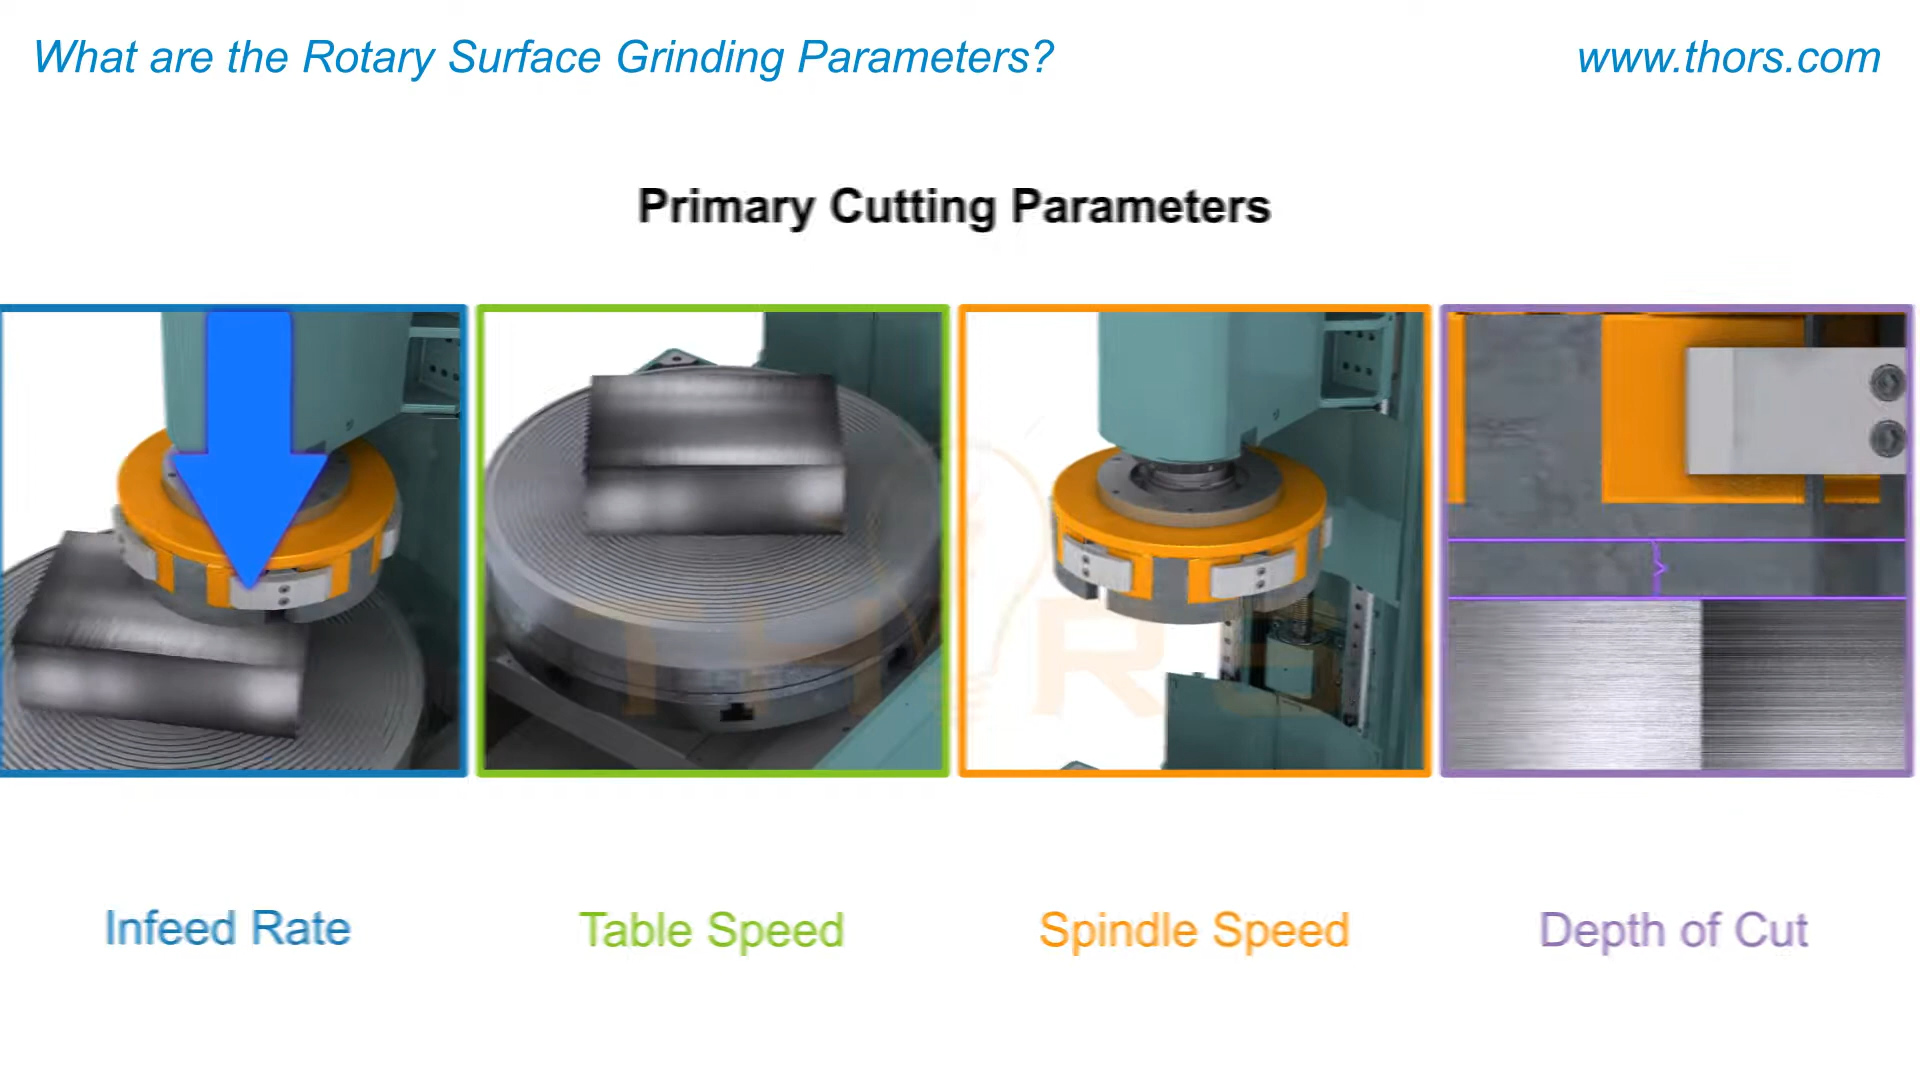 What are the Rotary Surface Grinding Parameters?
www.thors.com
Primary Cutting Parameters
THORS
Infeed Rate
Table Speed
Spindle Speed
Depth of Cut